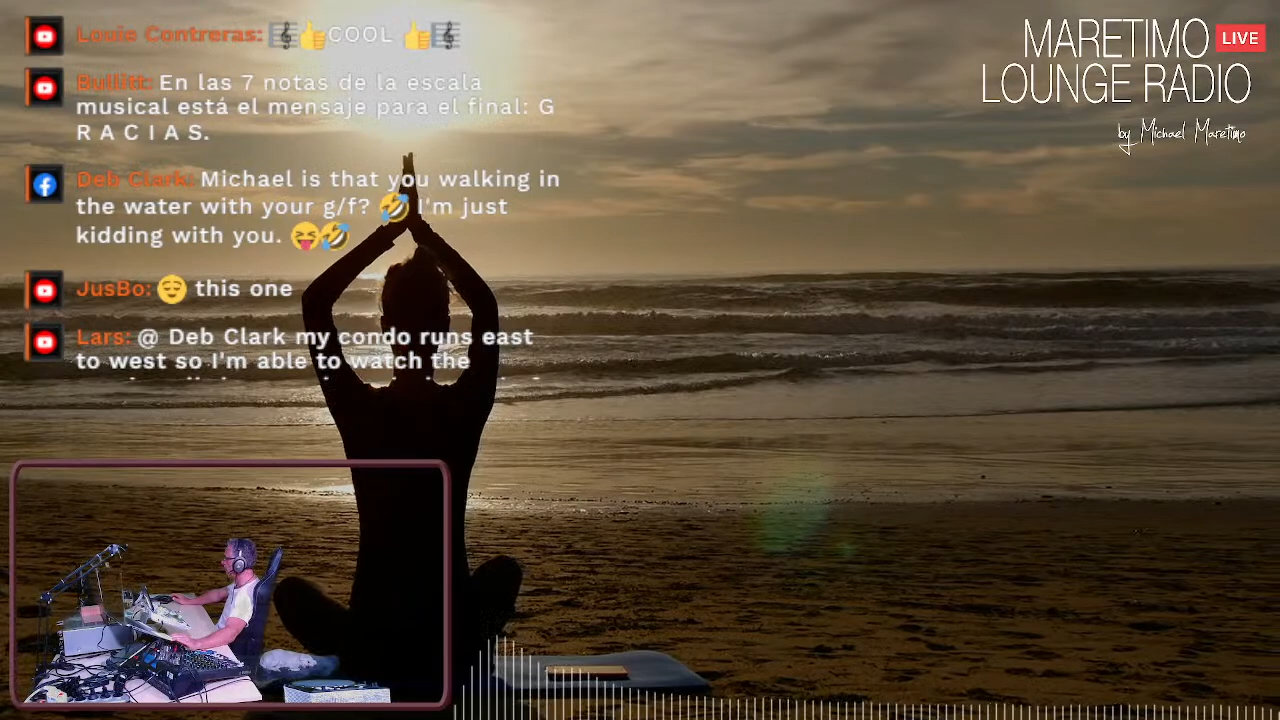 Louie Contreras: 🎼👍COOL 👍🎼
Bullitt: En las 7 notas de la escala
musical está el mensaje para el final: G
R A C I A S.
Deb Clark: Michael is that you walking in
the water with your g/f? 🤣 I'm just
kidding with you. 😝🤣
JusBo: 😌 this one
Lars: @ Deb Clark my condo runs east
to west so I'm able to watch the
MARETIMO LIVE
LOUNGE RADIO
by Michael Maretimo